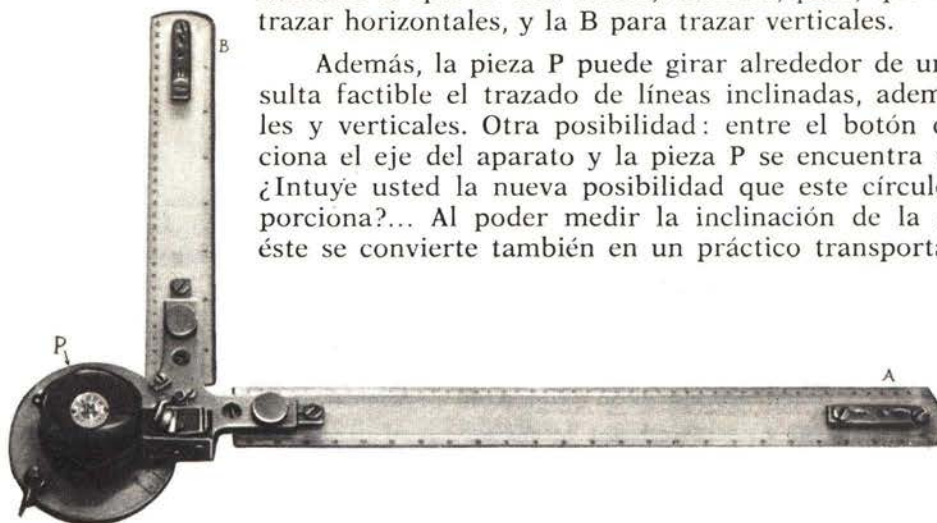 trazar horizontales, y la B para trazar verticales.
Además, la pieza P puede girar alrededor de un
sulta factible el trazado de líneas inclinadas, adem
les y verticales. Otra posibilidad: entre el botón
ciona el eje del aparato y la pieza P se encuentra
¿Intuye usted la nueva posibilidad que este círculo
porciona?... Al poder medir la inclinación de la
éste se convierte también en un práctico transporta
B
P
A